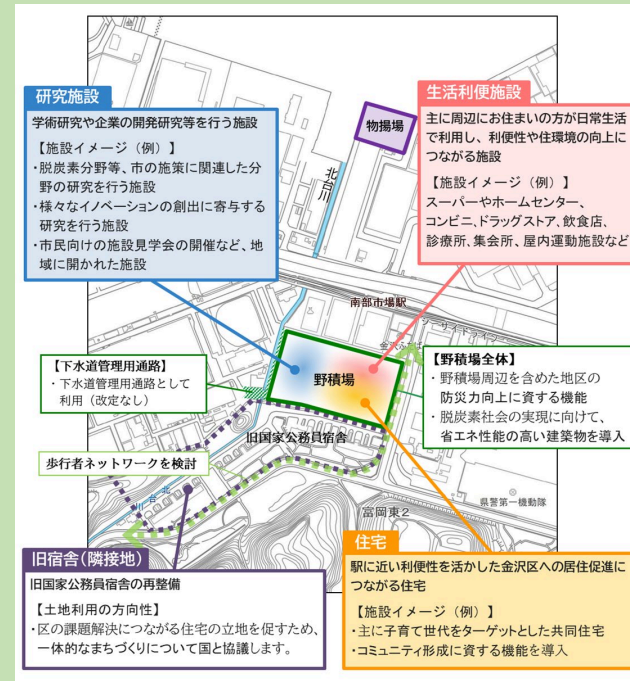 研究施設
学術研究や企業の開発研究等を行う施設
【施設イメージ（例）】
・脱炭素分野等、市の施策に関連した分
野の研究を行う施設
・様々なイノベーションの創出に寄与する
研究を行う施設
・市民向けの施設見学会の開催など、地
域に開かれた施設
生活利便施設
主に周辺にお住まいの方が日常生活
で利用し、利便性や住環境の向上に
つながる施設
【施設イメージ（例）】
スーパーやホームセンター、
コンビニ、ドラッグストア、飲食店、
診療所、集会所、屋内運動施設など
物揚場
北台川
南部市場駅
シーサイドライン
【下水道管理用通路】
・下水道管理用通路として
利用（改定なし）
野積場
【野積場全体】
・野積場周辺を含めた地区の
防災力向上に資する機能
・脱炭素社会の実現に向けて、
省エネ性能の高い建築物を導入
旧国家公務員宿舎
歩行者ネットワークを検討
北
台
川
富岡東2
県警第一機動隊
旧宿舎(隣接地)
旧国家公務員宿舎の再整備
【土地利用の方向性】
・区の課題解決につながる住宅の立地を促すため、
一体的なまちづくりについて国と協議します。
住宅
駅に近い利便性を活かした金沢区への居住促進に
つながる住宅
【施設イメージ（例）】
・主に子育て世代をターゲットとした共同住宅
・コミュニティ形成に資する機能を導入